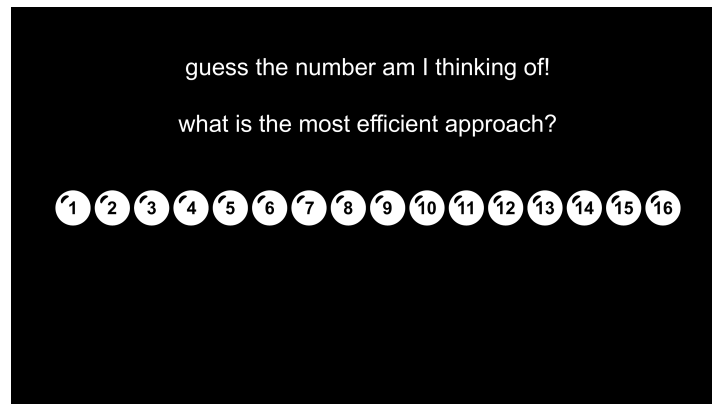 guess the number am I thinking of!
what is the most efficient approach?
1 2 3 4 5 6 7 8 9 10 11 12 13 14 15 16